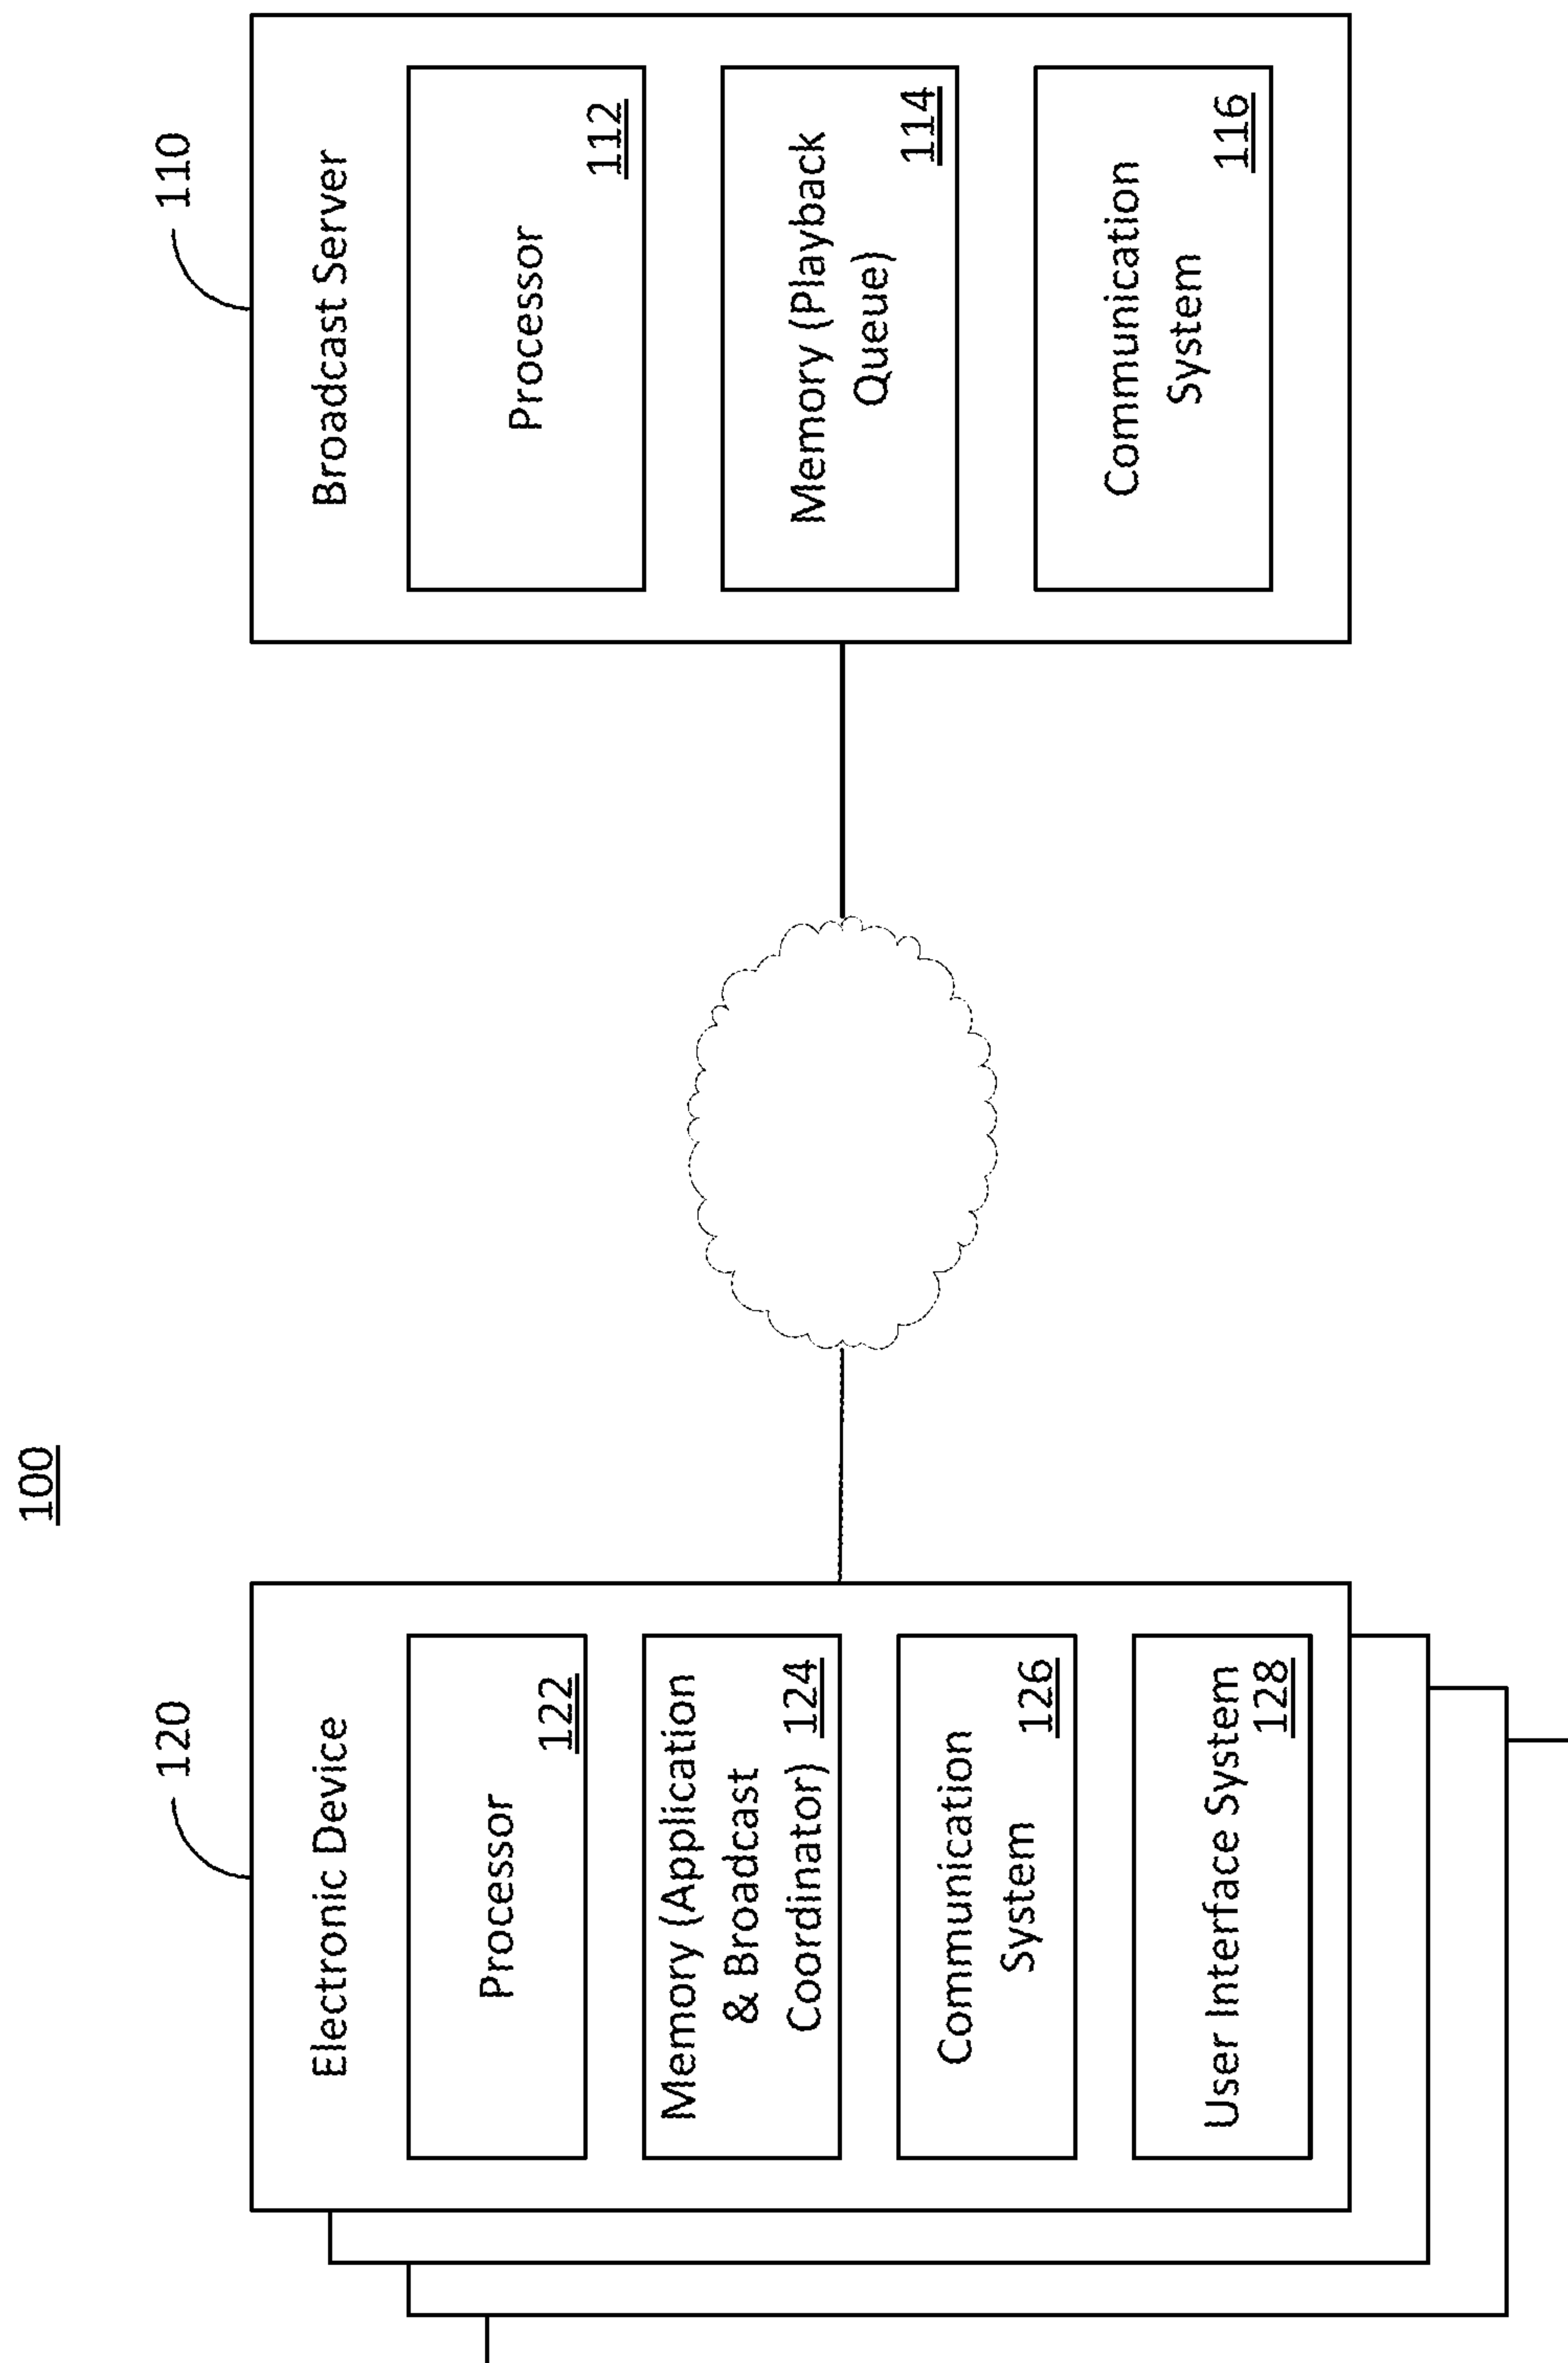 100
120
Electronic Device
Processor
122
Memory (Application
& Broadcast
Coordinator)
124
Communication
System
126
User Interface System
128
110
Broadcast Server
Processor
112
Memory (Playback
Queue)
114
Communication
System
116